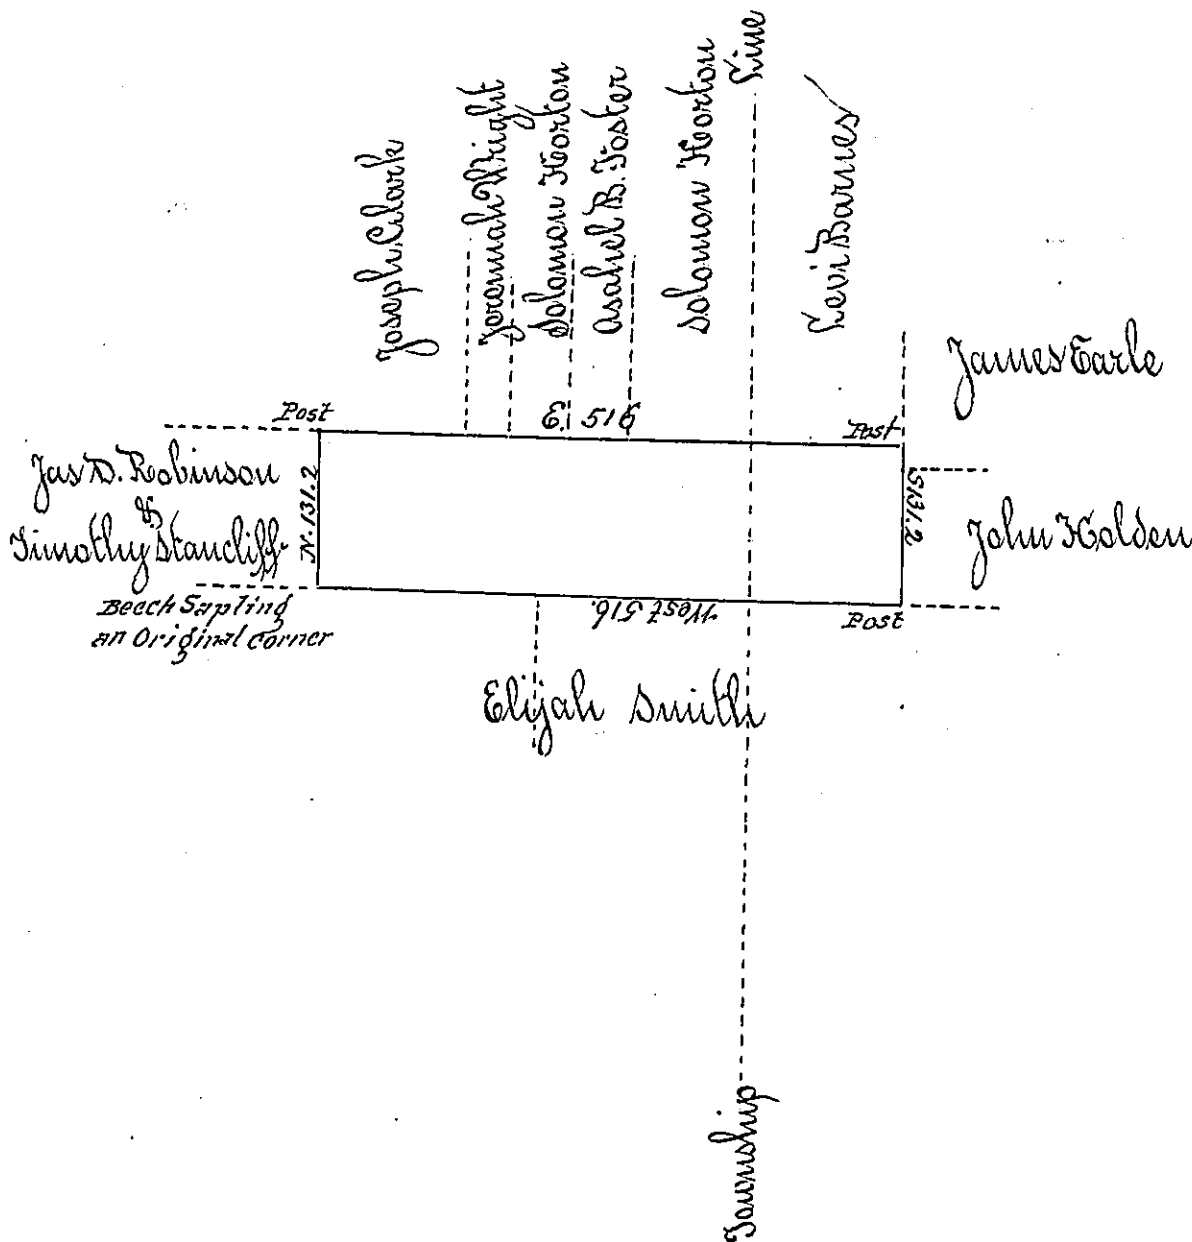 Joseph Clark
Jeremiah Wright
Solomon Horton
Asahel B. Foster
Solomon Horton
Line
Levi Barnes
James Earle
Post
E. 516
Post
Jas D. Robinson
&
Timothy Stancliff
N. 131.2
S 131.2
John Holden
Beech Sapling
an Original Corner
West 516.
Post
Elijah Smith
Township